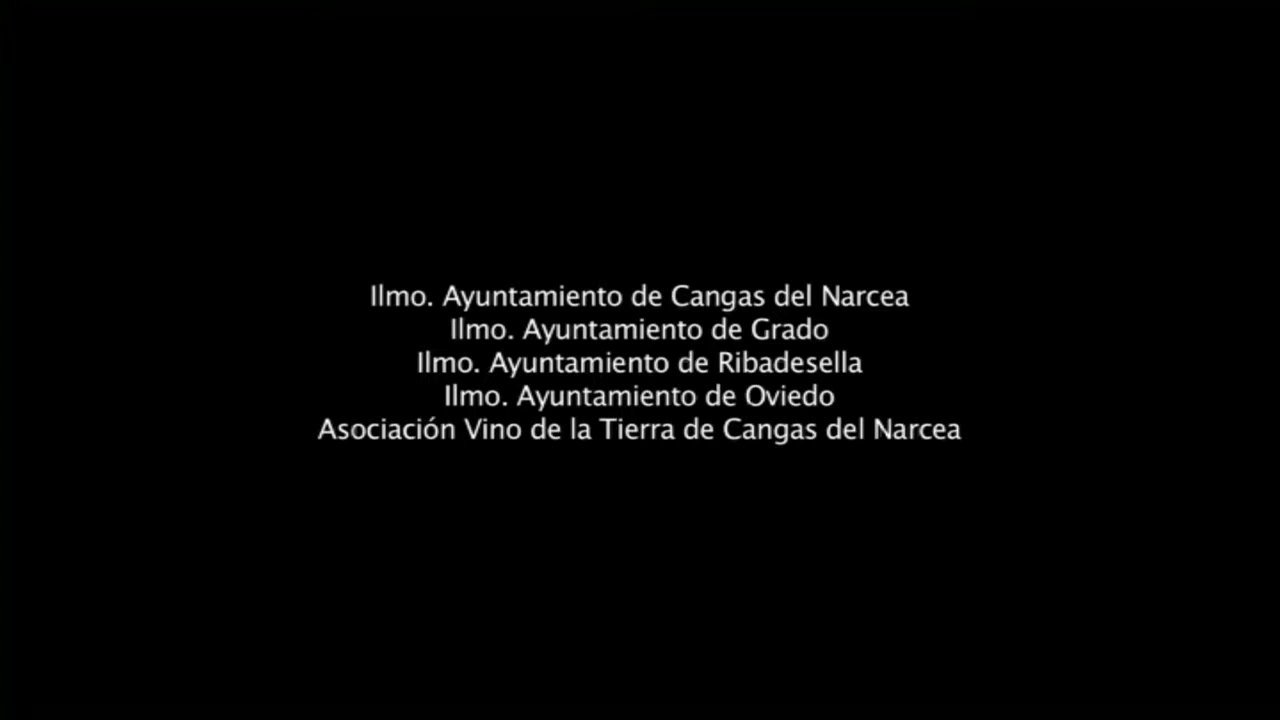 Ilmo. Ayuntamiento de Cangas del Narcea
Ilmo. Ayuntamiento de Grado
Ilmo. Ayuntamiento de Ribadesella
Ilmo. Ayuntamiento de Oviedo
Asociación Vino de la Tierra de Cangas del Narcea